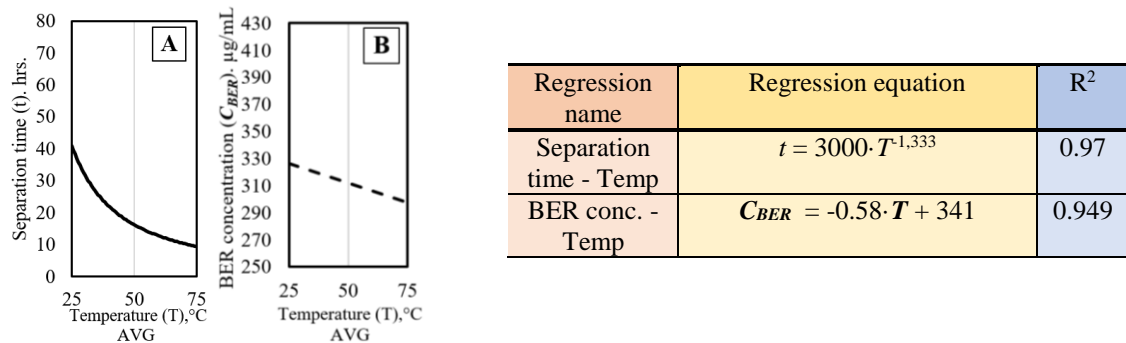 80
70
60
50
40
30
20
10
0
Separation time (t). hrs.
A
25 50 75
Temperature (T),°C
AVG
430
410
390
370
350
330
310
290
270
250
BER concentration (C_BER). µg/mL
B
25 50 75
Temperature (T),°C
AVG
Regression name
Regression equation
R²
Separation time - Temp
t = 3000·T^-1,333
0.97
BER conc. - Temp
C_BER = -0.58·T + 341
0.949